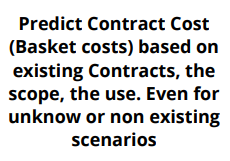 Predict Contract Cost
(Basket costs) based on
existing Contracts, the
scope, the use. Even for
unknow or non existing
scenarios